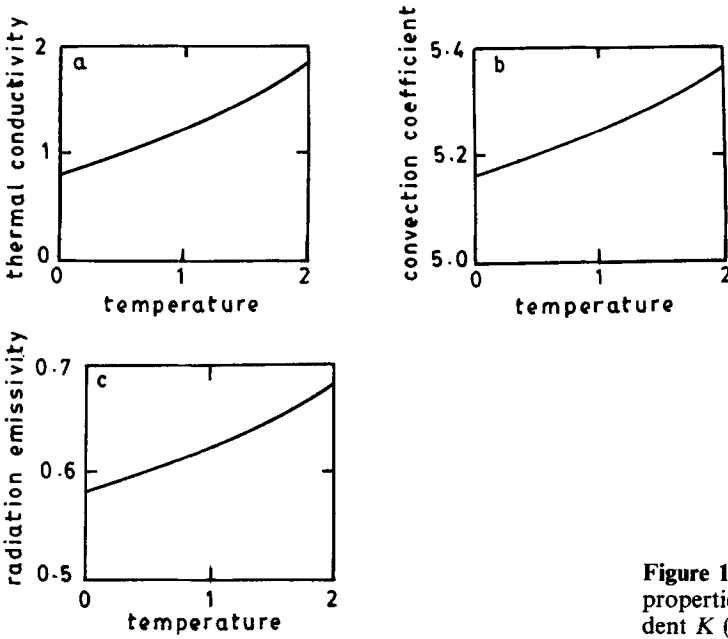 thermal conductivity
a
2
1
0
0 1 2
temperature
convection coefficient
b
5.4
5.2
5.0
0 1 2
temperature
radiation emissivity
c
0.7
0.6
0.5
0 1 2
temperature
Figure 1
properti
dent K (